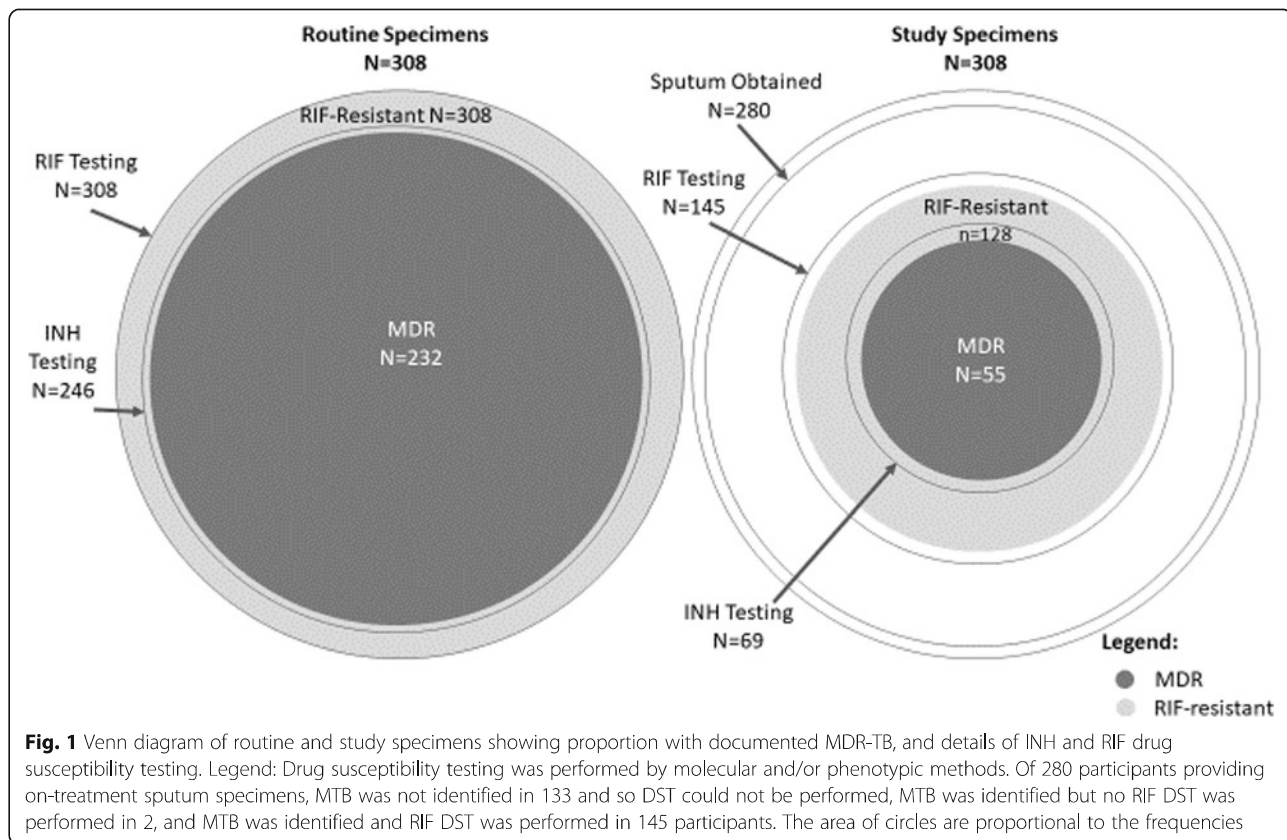 Routine Specimens
N=308
RIF-Resistant N=308
RIF Testing
N=308
INH
Testing
N=246
MDR
N=232
Study Specimens
N=308
Sputum Obtained
N=280
RIF Testing
N=145
RIF-Resistant
n=128
MDR
N=55
INH Testing
N=69
Legend:
MDR
RIF-resistant
Fig. 1 Venn diagram of routine and study specimens showing proportion with documented MDR-TB, and details of INH and RIF drug
susceptibility testing. Legend: Drug susceptibility testing was performed by molecular and/or phenotypic methods. Of 280 participants providing
on-treatment sputum specimens, MTB was not identified in 133 and so DST could not be performed, MTB was identified but no RIF DST was
performed in 2, and MTB was identified and RIF DST was performed in 145 participants. The area of circles are proportional to the frequencies